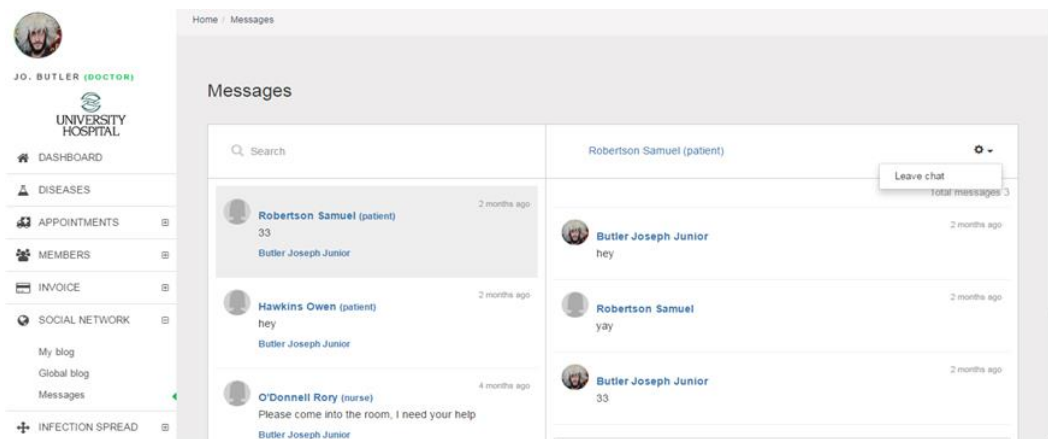 Home / Messages
JO. BUTLER (DOCTOR)
UNIVERSITY
HOSPITAL
DASHBOARD
DISEASES
APPOINTMENTS
MEMBERS
INVOICE
SOCIAL NETWORK
My blog
Global blog
Messages
INFECTION SPREAD
Messages
Search
Robertson Samuel (patient)
2 months ago
33
Butler Joseph Junior
Hawkins Owen (patient)
2 months ago
hey
Butler Joseph Junior
O'Donnell Rory (nurse)
4 months ago
Please come into the room, I need your help
Butler Joseph Junior
Robertson Samuel (patient)
Leave chat
Total messages 3
Butler Joseph Junior
2 months ago
hey
Robertson Samuel
2 months ago
yay
Butler Joseph Junior
2 months ago
33